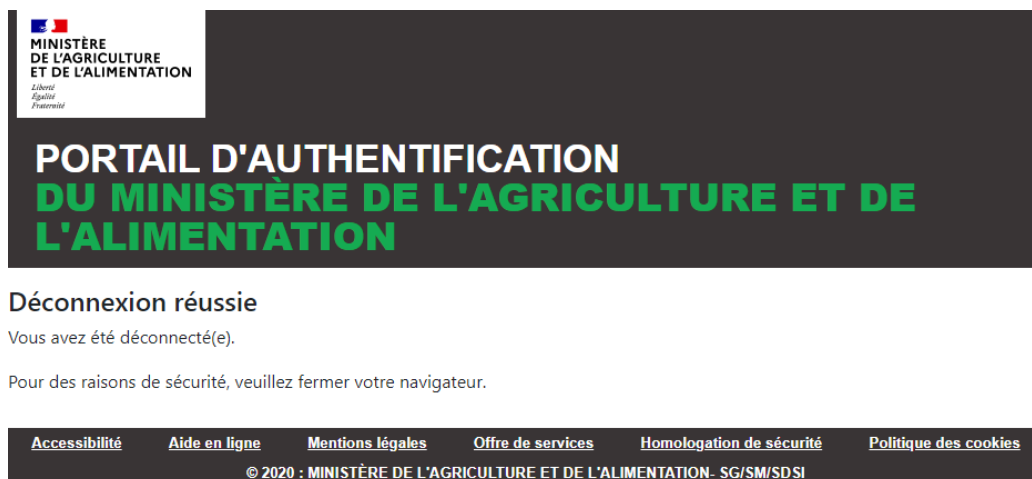 MINISTÈRE
DE L'AGRICULTURE
ET DE L'ALIMENTATION
Liberté
Égalité
Fraternité
PORTAIL D'AUTHENTIFICATION
DU MINISTÈRE DE L'AGRICULTURE ET DE
L'ALIMENTATION
Déconnexion réussie
Vous avez été déconnecté(e).
Pour des raisons de sécurité, veuillez fermer votre navigateur.
Accessibilité Aide en ligne Mentions légales Offre de services Homologation de sécurité Politique des cookies
© 2020 : MINISTÈRE DE L'AGRICULTURE ET DE L'ALIMENTATION- SG/SM/SDSI